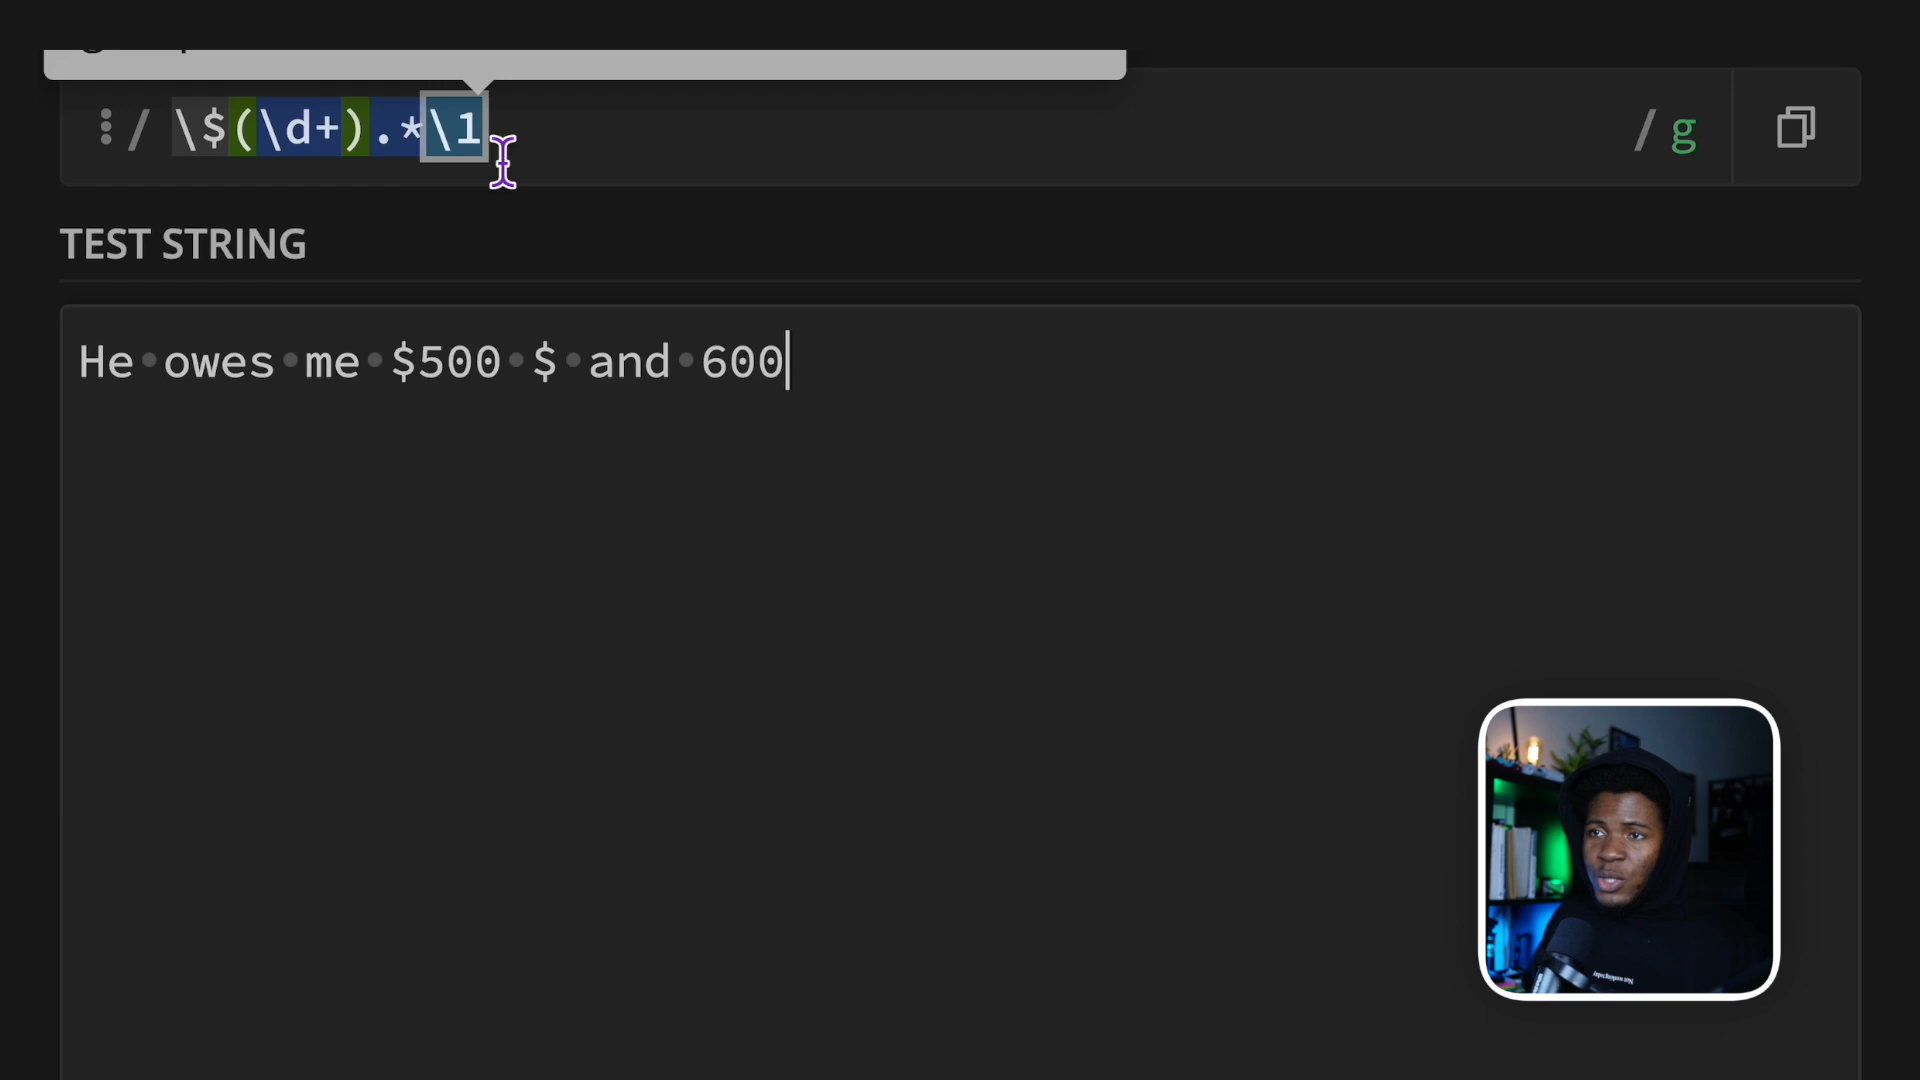 / \$(\d+).*\1 / g
TEST STRING
He·owes·me·$500·$·and·600